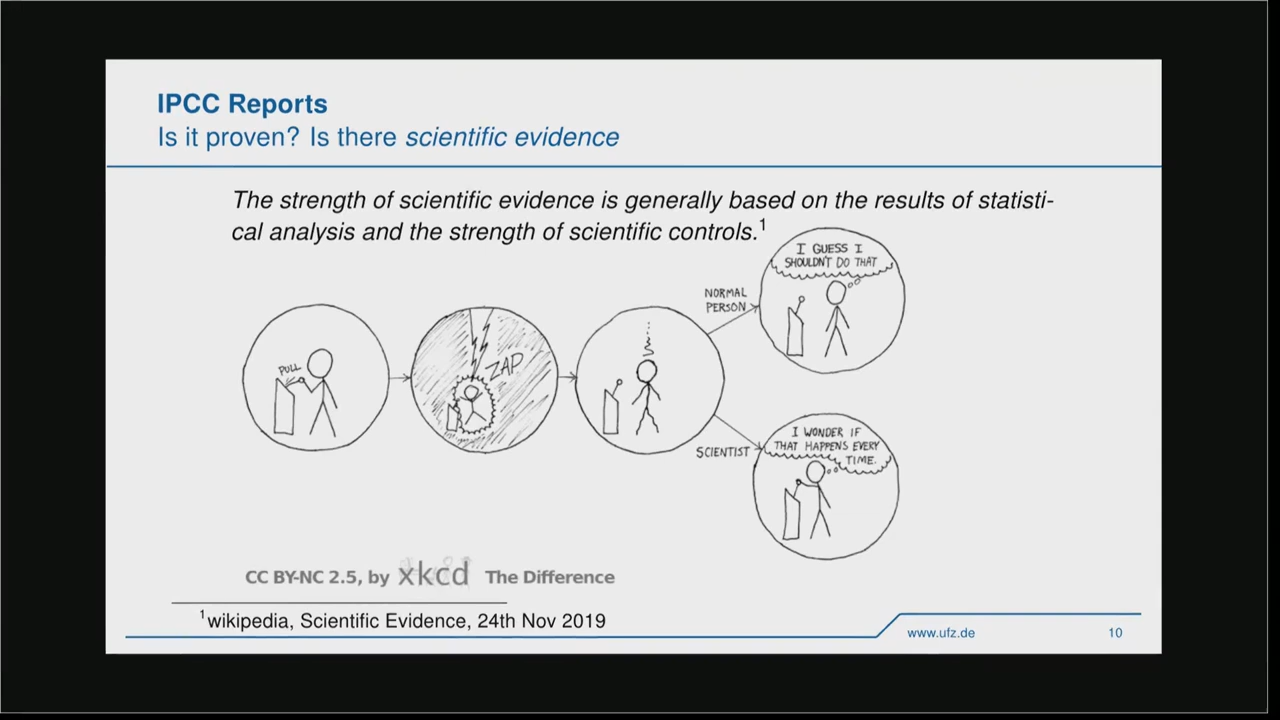 IPCC Reports
Is it proven? Is there scientific evidence
The strength of scientific evidence is generally based on the results of statisti-
cal analysis and the strength of scientific controls.1
PULL
ZAP
NORMAL
PERSON
I GUESS I
SHOULDN'T DO THAT
SCIENTIST
I WONDER IF
THAT HAPPENS EVERY
TIME.
CC BY-NC 2.5, by xkcd The Difference
1wikipedia, Scientific Evidence, 24th Nov 2019
www.ufz.de 10